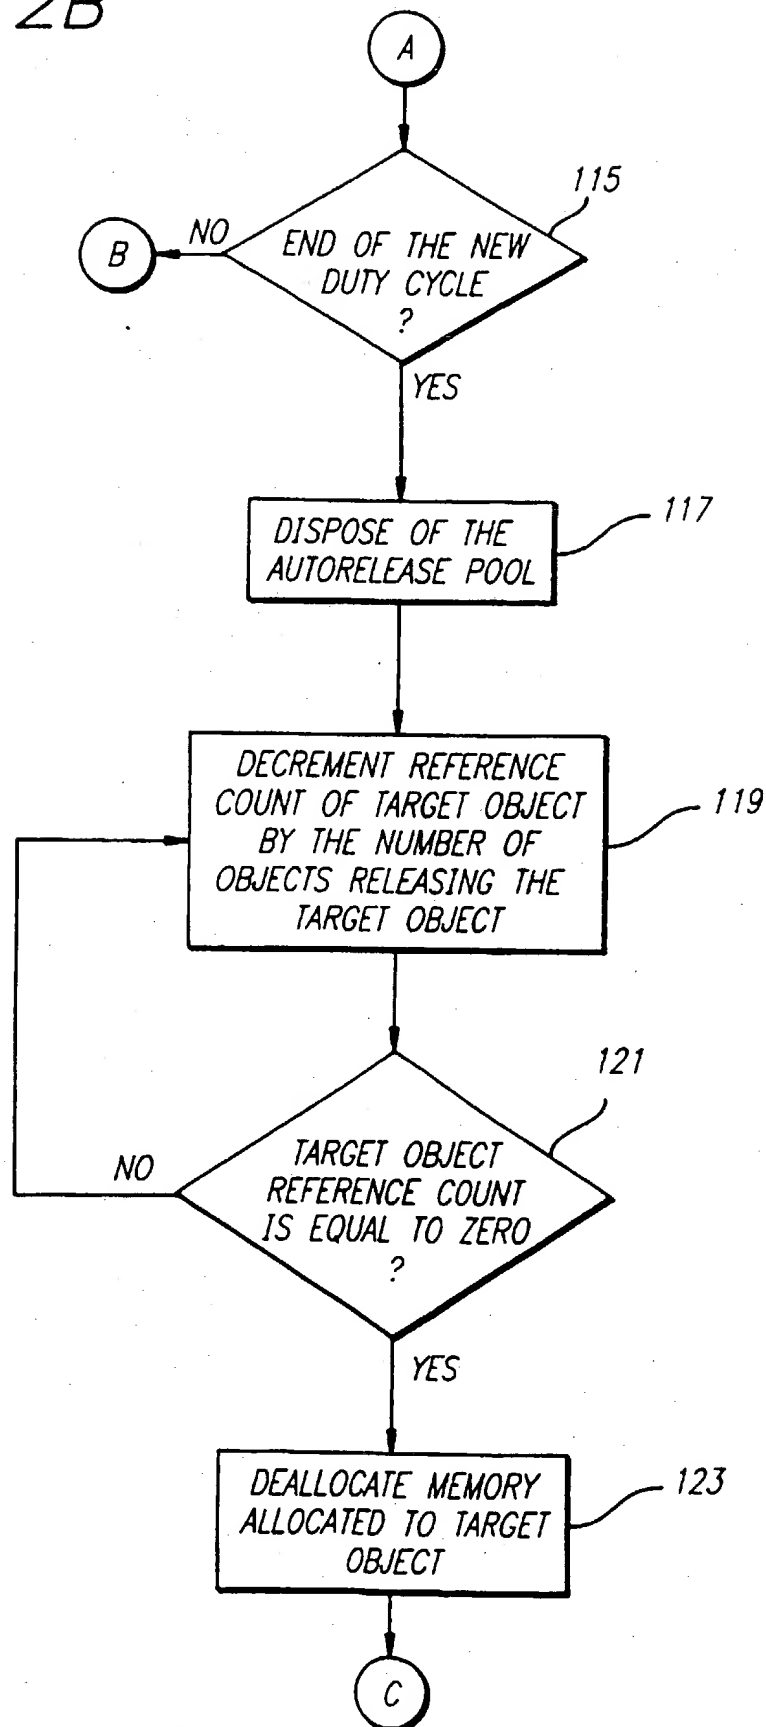 2B
A
115
B
NO
END OF THE NEW
DUTY CYCLE
?
YES
117
DISPOSE OF THE
AUTORELEASE POOL
DECREMENT REFERENCE
COUNT OF TARGET OBJECT
BY THE NUMBER OF
OBJECTS RELEASING THE
TARGET OBJECT
119
121
NO
TARGET OBJECT
REFERENCE COUNT
IS EQUAL TO ZERO
?
YES
123
DEALLOCATE MEMORY
ALLOCATED TO TARGET
OBJECT
C